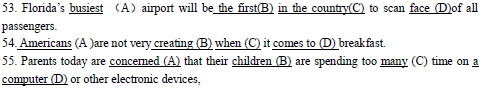 53. Florida's busiest （A）airport will be the first(B) in the country(C) to scan face (D)of all
passengers.
54. Americans (A )are not very creating (B) when (C) it comes to (D) breakfast.
55. Parents today are concerned (A) that their children (B) are spending too many (C) time on a
computer (D) or other electronic devices,